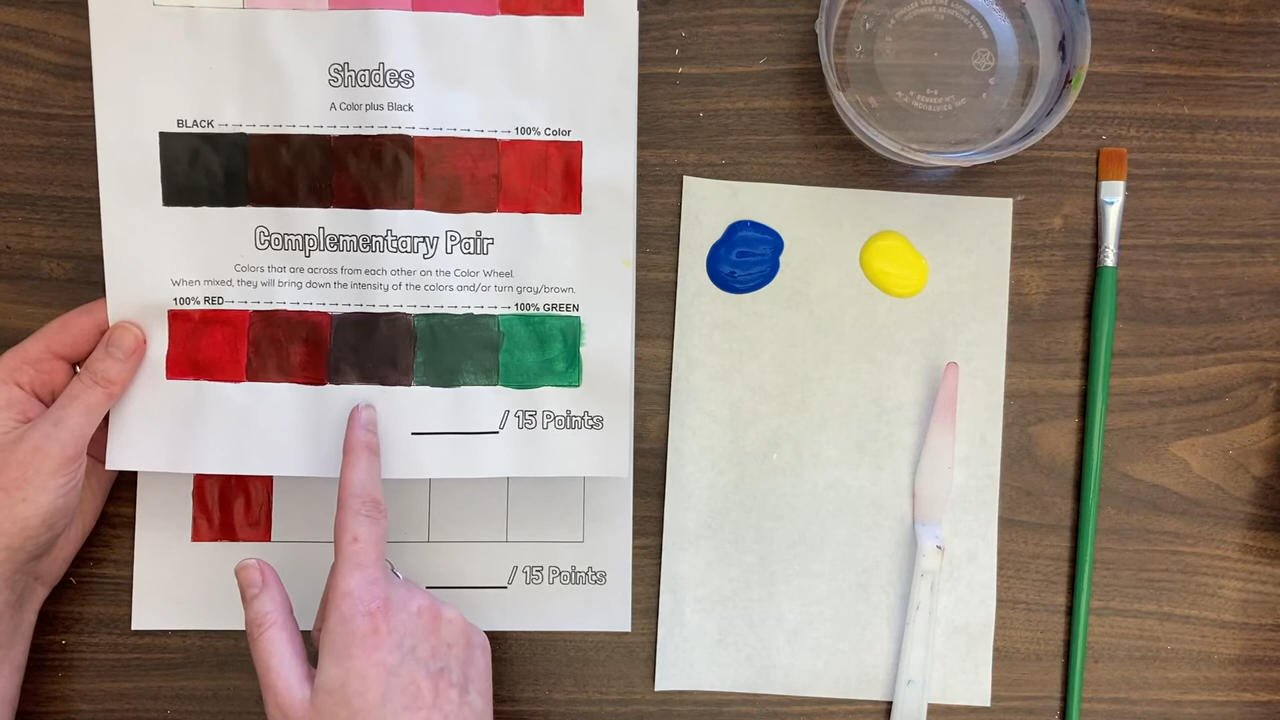 Shades
A Color plus Black
BLACK 100% Color
Complementary Pair
Colors that are across from each other on the Color Wheel.
When mixed, they will bring down the intensity of the colors and/or turn gray/brown.
100% RED 100% GREEN
/ 15 Points
/ 15 Points